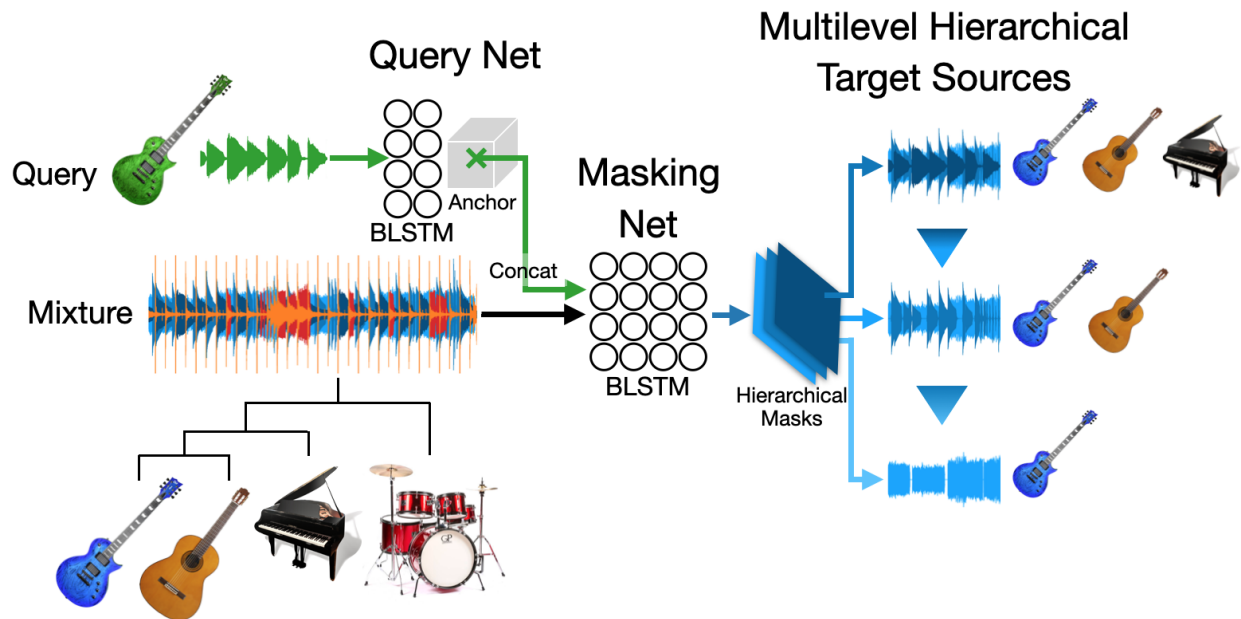 Multilevel Hierarchical
Target Sources
Query Net
Query
Anchor
BLSTM
Masking
Net
Concat
Mixture
BLSTM
Hierarchical
Masks